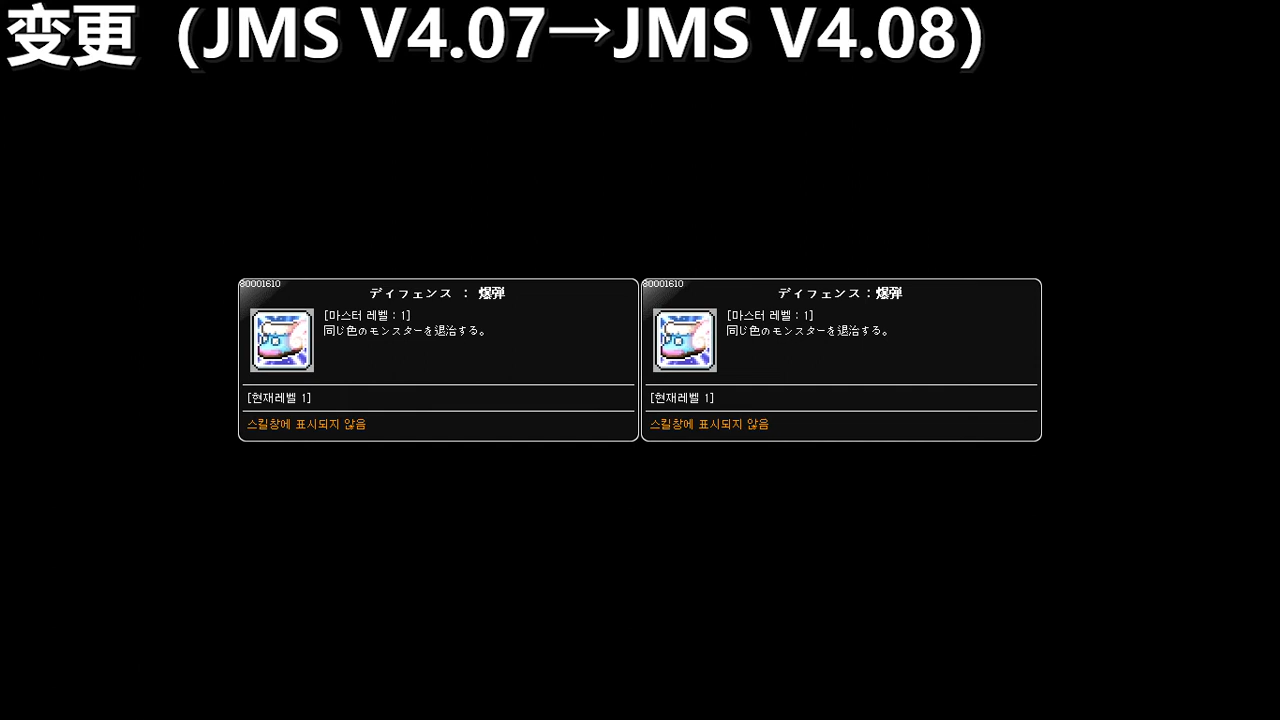 变更（JMS V4.07→JMS V4.08）
80001610
ディフェンス ： 爆弾
[마스터 레벨 : 1]
同じ色のモンスターを退治する。
[현재레벨 1]
스킬창에 표시되지 않음
80001610
ディフェンス：爆弾
[마스터 레벨 : 1]
同じ色のモンスターを退治する。
[현재레벨 1]
스킬창에 표시되지 않음